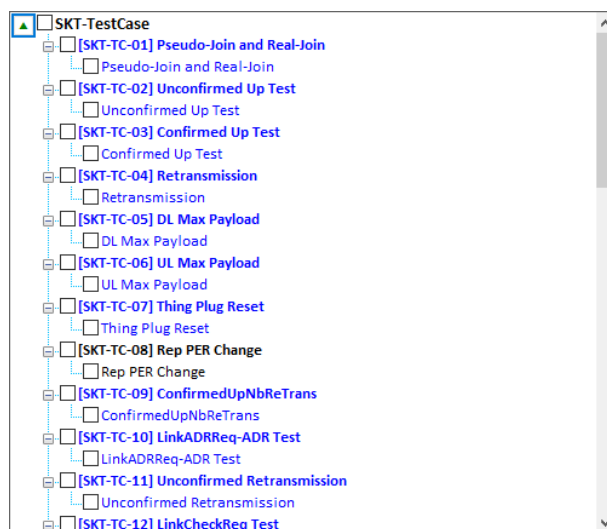 SKT-TestCase
[SKT-TC-01] Pseudo-Join and Real-Join
Pseudo-Join and Real-Join
[SKT-TC-02] Unconfirmed Up Test
Unconfirmed Up Test
[SKT-TC-03] Confirmed Up Test
Confirmed Up Test
[SKT-TC-04] Retransmission
Retransmission
[SKT-TC-05] DL Max Payload
DL Max Payload
[SKT-TC-06] UL Max Payload
UL Max Payload
[SKT-TC-07] Thing Plug Reset
Thing Plug Reset
[SKT-TC-08] Rep PER Change
Rep PER Change
[SKT-TC-09] ConfirmedUpNbReTrans
ConfirmedUpNbReTrans
[SKT-TC-10] LinkADRReq-ADR Test
LinkADRReq-ADR Test
[SKT-TC-11] Unconfirmed Retransmission
Unconfirmed Retransmission
[SKT-TC-12] LinkCheckReq Test